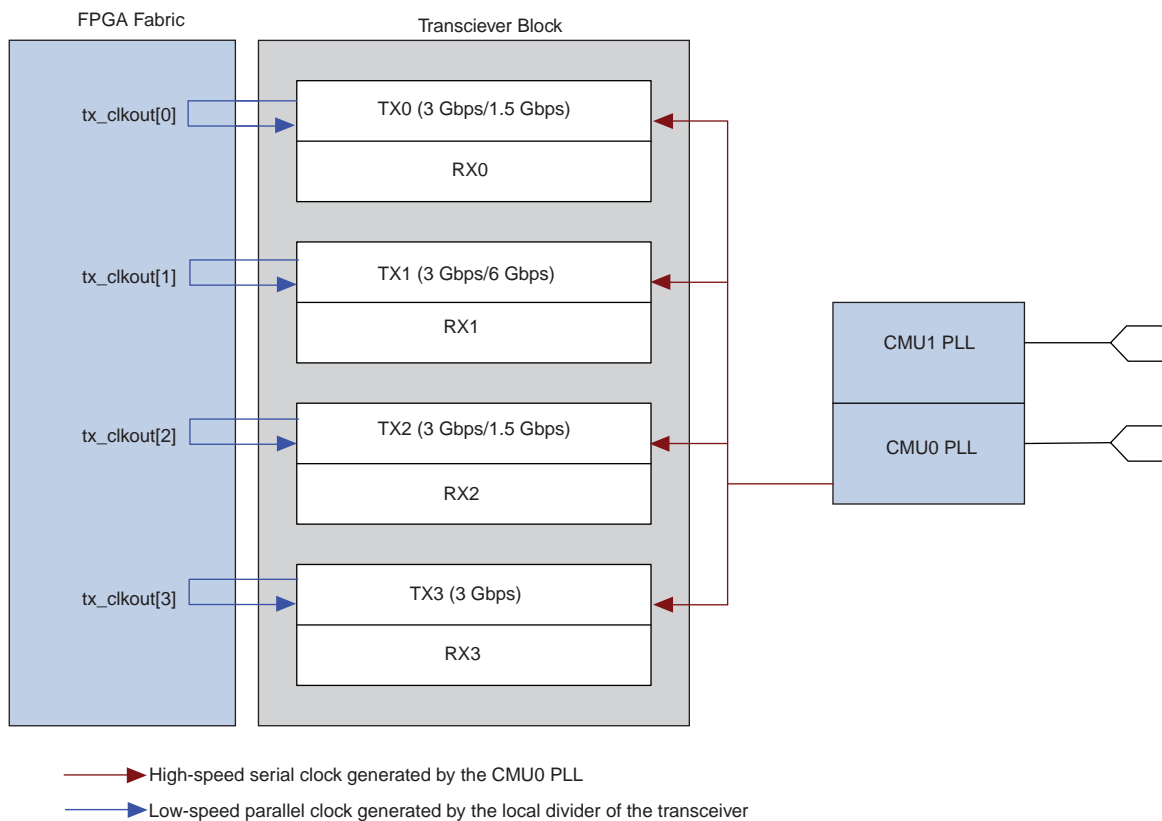 FPGA Fabric
Transciever Block
tx_clkout[0]
TX0 (3 Gbps/1.5 Gbps)
RX0
tx_clkout[1]
TX1 (3 Gbps/6 Gbps)
RX1
CMU1 PLL
tx_clkout[2]
TX2 (3 Gbps/1.5 Gbps)
CMU0 PLL
RX2
tx_clkout[3]
TX3 (3 Gbps)
RX3
High-speed serial clock generated by the CMU0 PLL
Low-speed parallel clock generated by the local divider of the transceiver